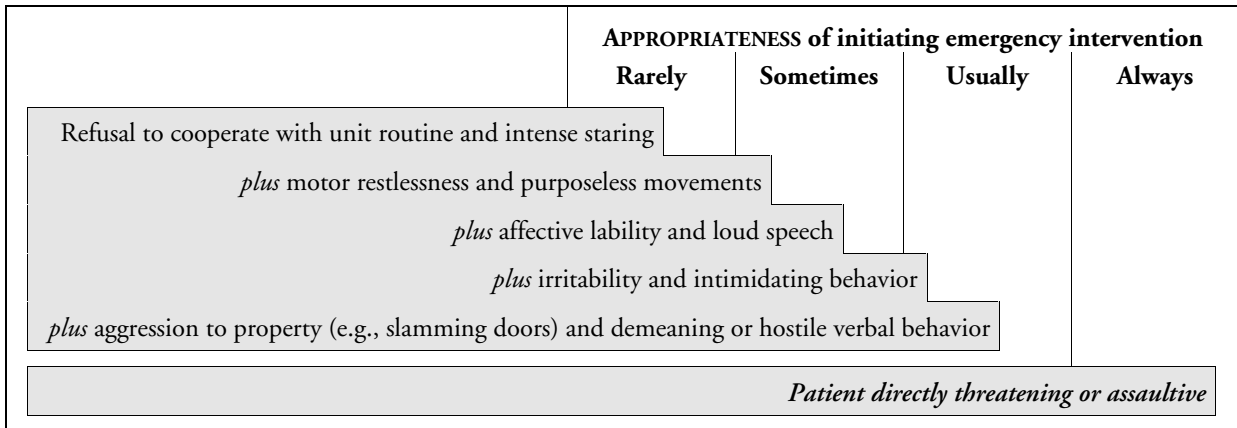 APPROPRIATENESS of initiating emergency intervention
Rarely Sometimes Usually Always
Refusal to cooperate with unit routine and intense staring
plus motor restlessness and purposeless movements
plus affective lability and loud speech
plus irritability and intimidating behavior
plus aggression to property (e.g., slamming doors) and demeaning or hostile verbal behavior
Patient directly threatening or assaultive